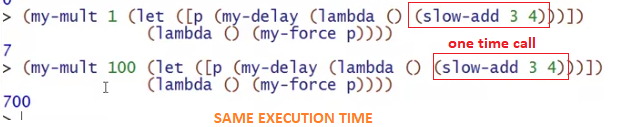 0
> (my-mult 1 (let ([p (my-delay (lambda () (slow-add 3 4)))])
(lambda () (my-force p))))
7
one time call
> (my-mult 100 (let ([p (my-delay (lambda () (slow-add 3 4)))])
(lambda () (my-force p))))
700
>
SAME EXECUTION TIME